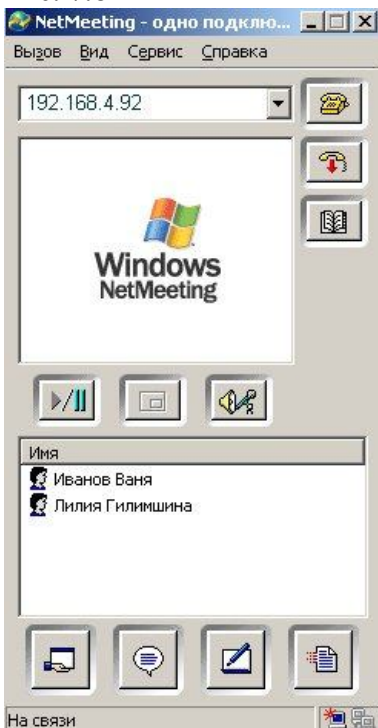 NetMeeting - одно подклю...
Вызов Вид Сервис Справка
192.168.4.92
Windows
NetMeeting
Имя
Иванов Ваня
Лилия Гилимшина
На связи